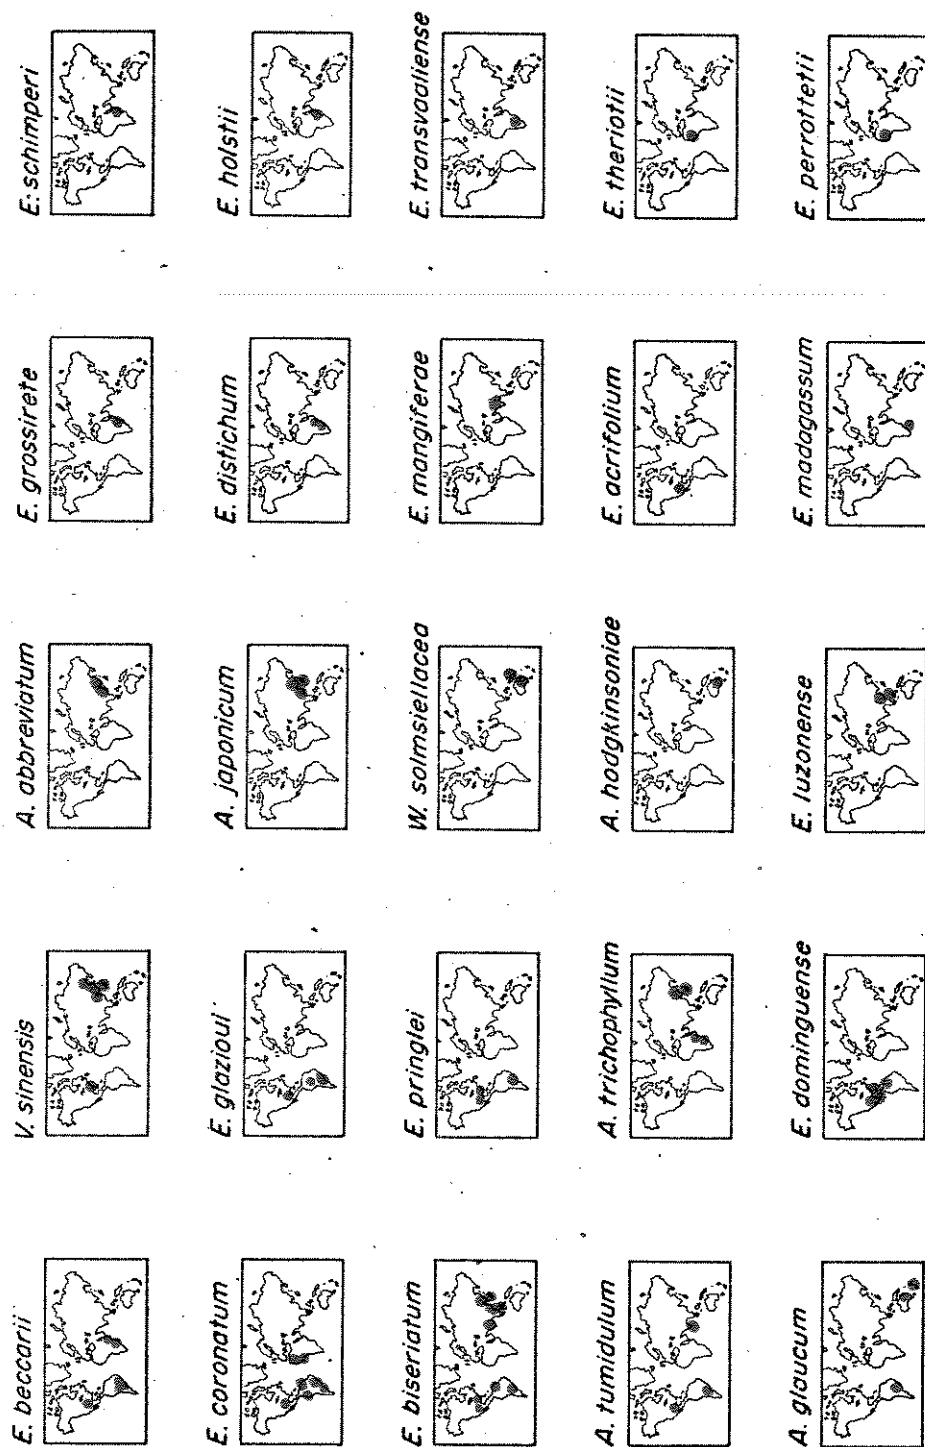 E. schimperi
E. holstii
E. transvaaliense
E. theriotii
E. perrottetii
E. grossirete
E. distichum
E. mangiferae
E. acrifolium
E. madagassum
A. abbreviatum
A. japonicum
W. solmsiellacea
A. hodgkinsoniae
E. luzonense
V. sinensis
E. glazioui
E. pringlei
A. trichophyllum
E. dominguense
E. beccarii
E. coronatum
E. biseriatum
A. tumidulum
A. glaucum